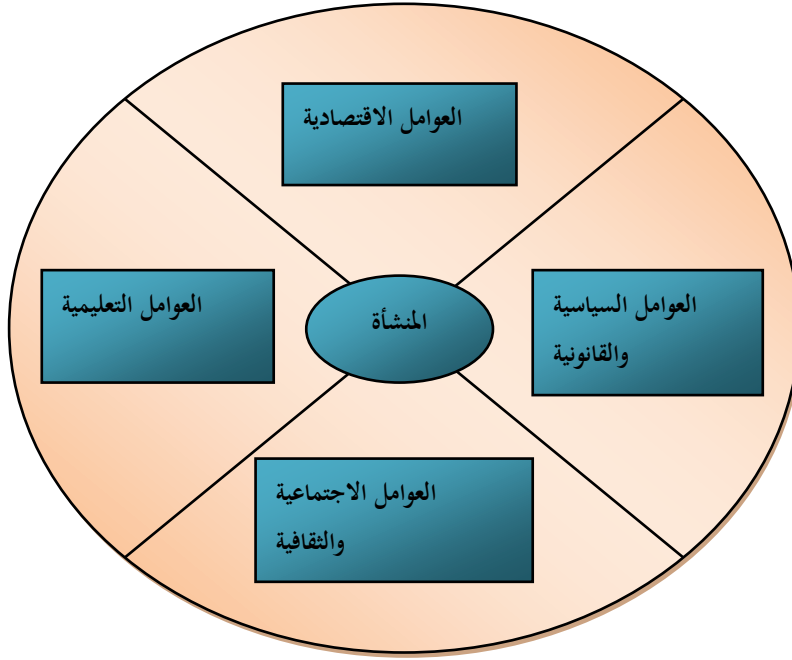 العوامل الاقتصادية
العوامل السياسية
والقانونية
المنشأة
العوامل التعليمية
العوامل الاجتماعية
والثقافية